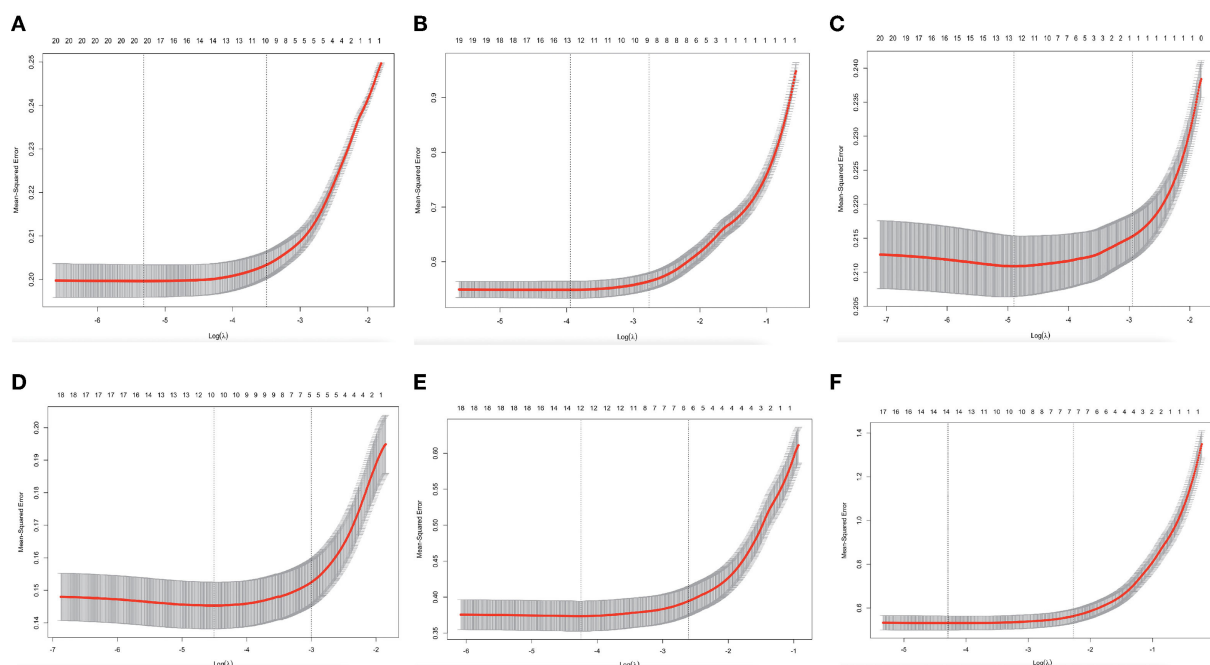 A
20 20 20 20 20 20 20 20 17 16 16 14 14 13 13 11 10 9 8 5 5 5 4 4 2 1 1
Mean-Squared Error
0.25
0.24
0.23
0.22
0.21
0.20
-6 -5 -4 -3 -2
Log(λ)
B
19 19 19 18 18 17 16 16 13 12 11 11 10 10 9 8 8 8 6 5 3 1 1 1 1 1 1 1
Mean-Squared Error
0.9
0.8
0.7
0.6
-5 -4 -3 -2 -1
Log(λ)
C
20 20 19 17 16 16 15 15 13 13 12 11 10 7 7 6 5 3 3 2 2 1 1 1 1 1 1 1 0
Mean-Squared Error
0.240
0.235
0.230
0.225
0.220
0.215
0.210
0.205
-7 -6 -5 -4 -3 -2
Log(λ)
D
18 18 17 17 17 16 14 13 13 12 10 10 10 9 9 9 8 7 7 5 5 5 5 4 4 2 1
Mean-Squared Error
0.20
0.19
0.18
0.17
0.16
0.15
0.14
-7 -6 -5 -4 -3 -2
Log(λ)
E
18 18 18 18 18 16 14 14 12 12 11 11 8 7 7 7 6 6 5 4 4 4 4 4 3 2 1 1
Mean-Squared Error
0.60
0.55
0.50
0.45
0.40
0.35
-6 -5 -4 -3 -2 -1
Log(λ)
F
17 16 16 14 14 14 13 11 10 10 10 9 8 7 7 7 7 6 4 4 4 3 2 2 1 1 1 1
Mean-Squared Error
1.4
1.2
1.0
0.8
0.6
-5 -4 -3 -2 -1
Log(λ)